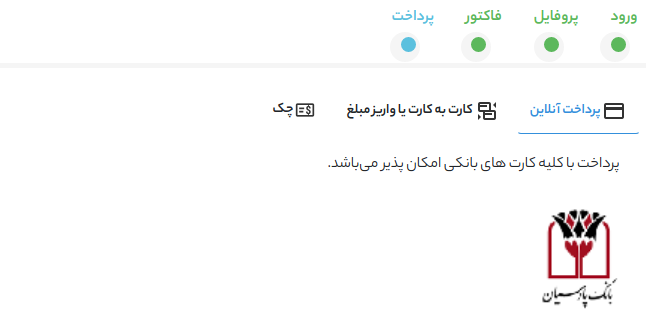 ورود پروفایل فاکتور پرداخت
پرداخت آنلاین کارت به کارت یا واریز مبلغ چک
پرداخت با کلیه کارت های بانکی امکان پذیر می‌باشد.
بانک پارسیان